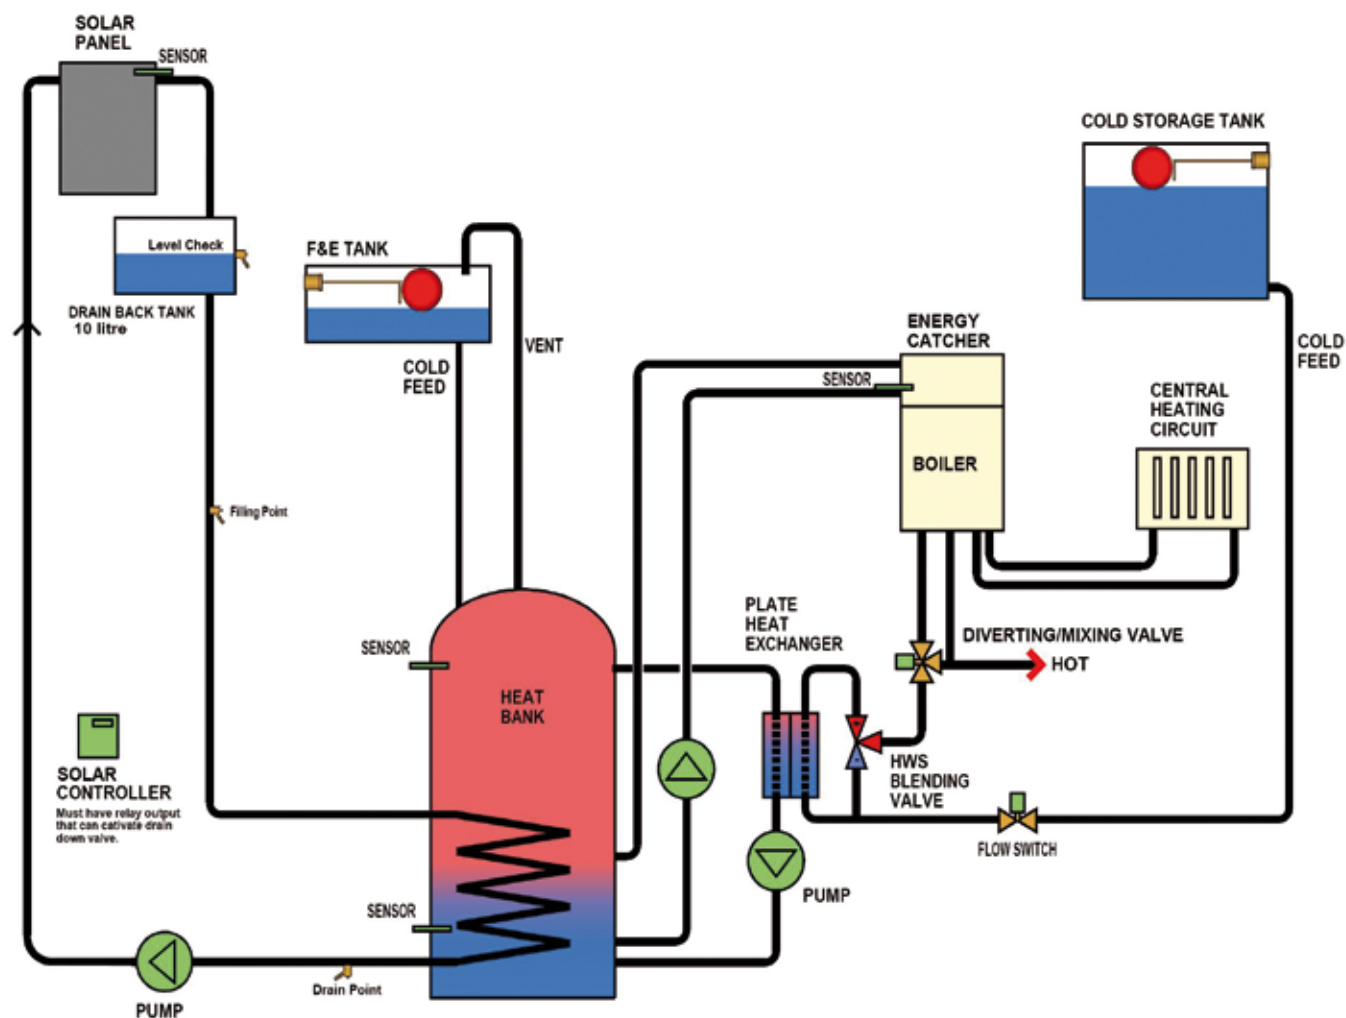 SOLAR
PANEL
SENSOR
Level Check
DRAIN BACK TANK
10 litre
F&E TANK
COLD
FEED
VENT
COLD STORAGE TANK
COLD
FEED
ENERGY
CATCHER
SENSOR
BOILER
CENTRAL
HEATING
CIRCUIT
Filling Point
PLATE
HEAT
EXCHANGER
DIVERTING/MIXING VALVE
HOT
SENSOR
HEAT
BANK
SOLAR
CONTROLLER
Must have relay output
that can cativate drain
down valve.
HWS
BLENDING
VALVE
FLOW SWITCH
PUMP
SENSOR
Drain Point
PUMP